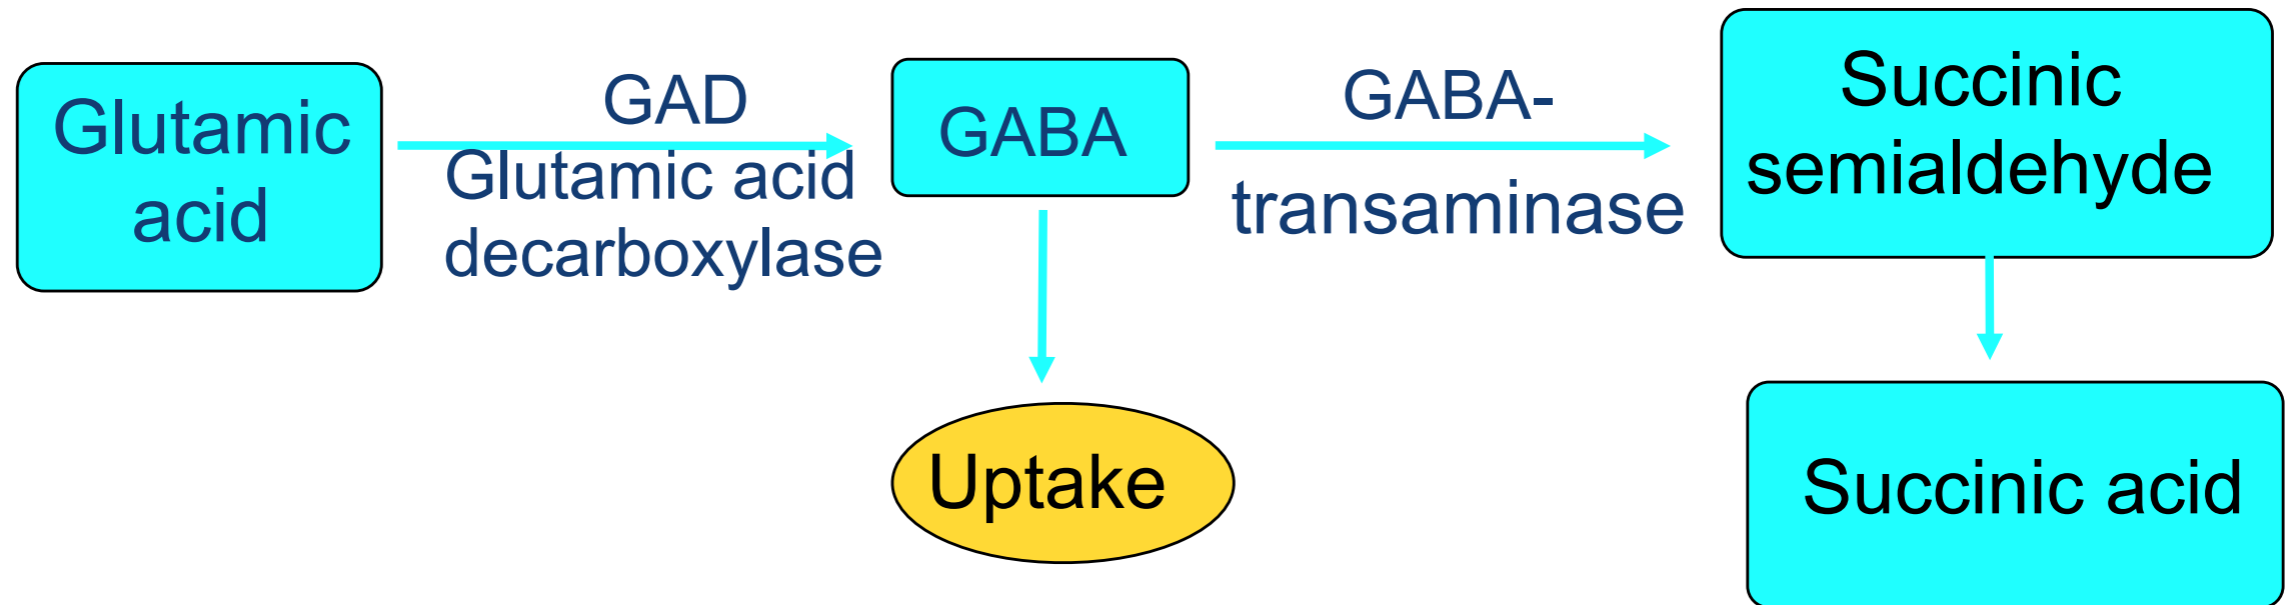 Glutamic
acid
GAD
Glutamic acid
decarboxylase
GABA
GABA-
transaminase
Succinic
semialdehyde
Uptake
Succinic acid